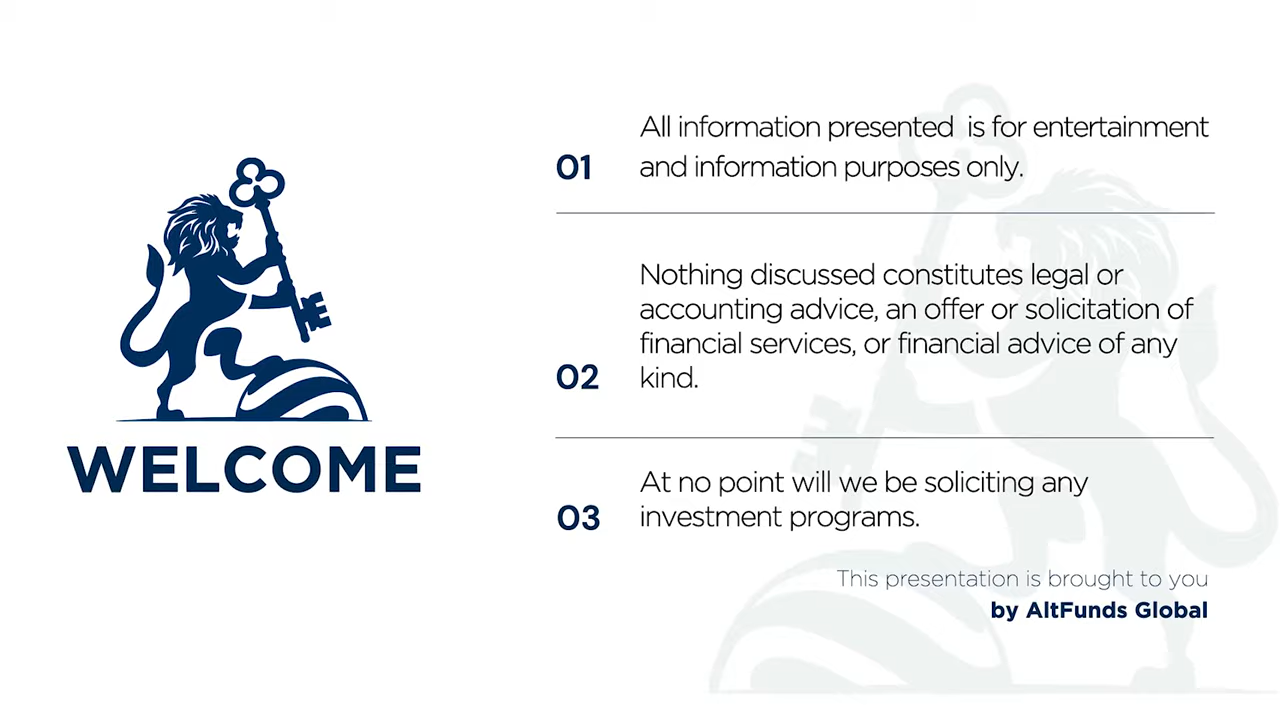 WELCOME
01
All information presented is for entertainment
and information purposes only.
02
Nothing discussed constitutes legal or
accounting advice, an offer or solicitation of
financial services, or financial advice of any
kind.
03
At no point will we be soliciting any
investment programs.
This presentation is brought to you
by AltFunds Global